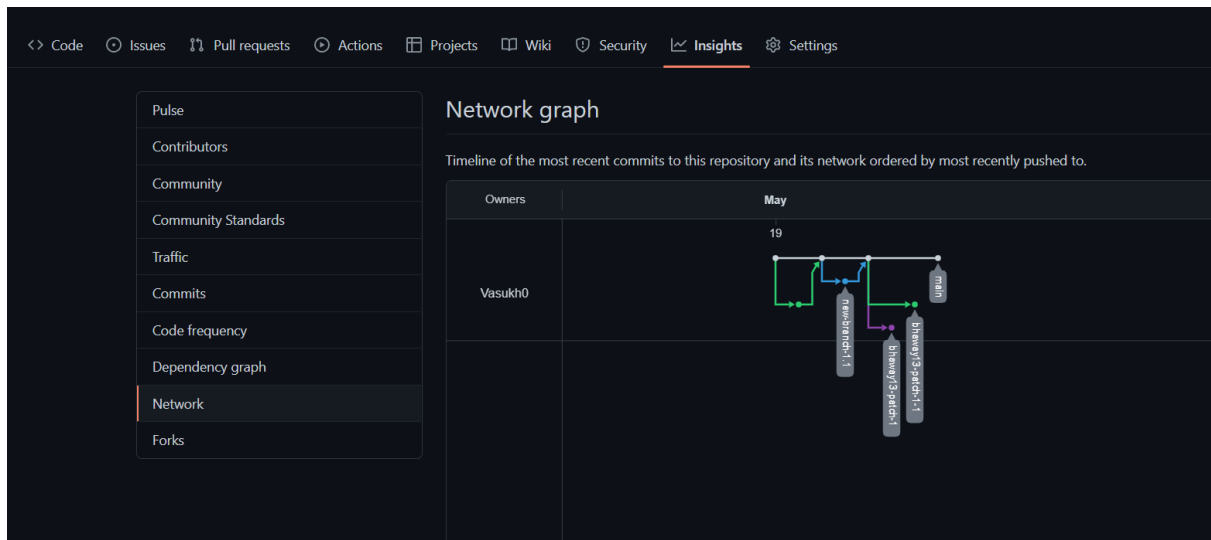 <> Code Issues Pull requests Actions Projects Wiki Security Insights Settings
Pulse
Contributors
Community
Community Standards
Traffic
Commits
Code frequency
Dependency graph
Network
Forks
Network graph
Timeline of the most recent commits to this repository and its network ordered by most recently pushed to.
Owners May
19
Vasukh0
new-branch-1.1
bhaway13-patch-1
bhaway13-patch-1-1
main